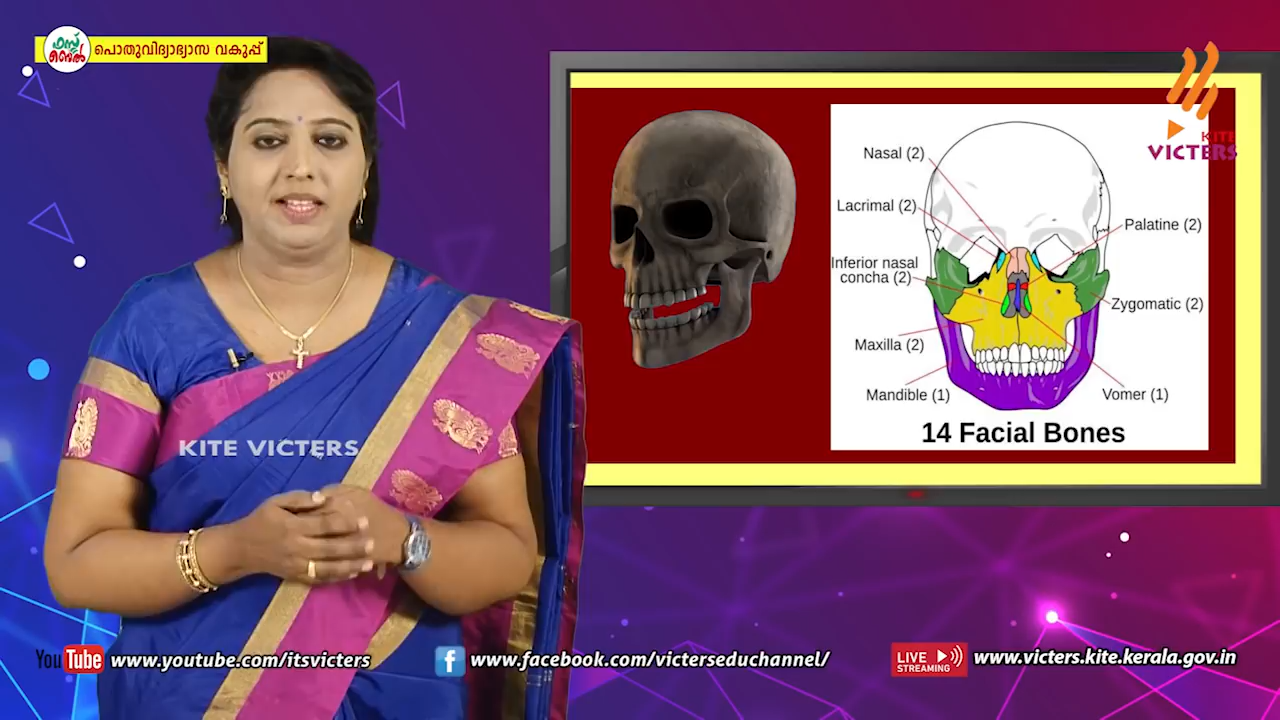 ഫസ്റ്റ്
ബെൽ
പൊതുവിദ്യാഭ്യാസ വകുപ്പ്
KITE
VICTERS
Nasal (2)
Lacrimal (2)
Palatine (2)
Inferior nasal
concha (2)
Zygomatic (2)
Maxilla (2)
Mandible (1)
Vomer (1)
14 Facial Bones
KITE VICTERS
YouTube www.youtube.com/itsvicters
f www.facebook.com/victerseduchannel/
LIVE
STREAMING
www.victers.kite.kerala.gov.in